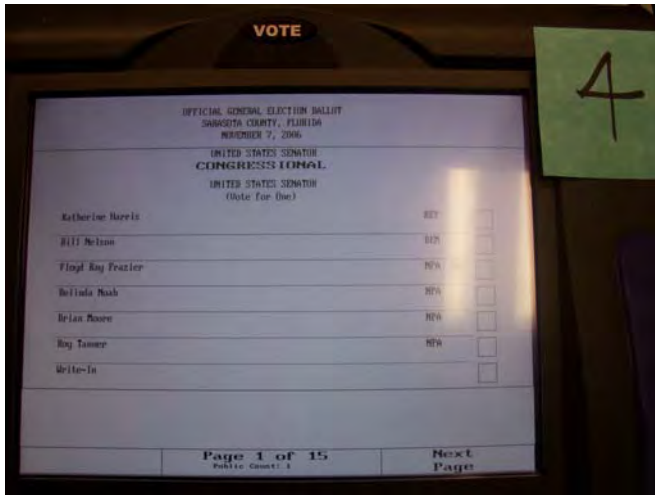 VOTE
4
OFFICIAL GENERAL ELECTION BALLOT
SARASOTA COUNTY, FLORIDA
NOVEMBER 7, 2006
UNITED STATES SENATOR
CONGRESSIONAL
UNITED STATES SENATOR
(Vote for One)
Katherine Harris REP
Bill Nelson DEM
Floyd Ray Frazier NPA
Belinda Noah NPA
Brian Moore NPA
Roy Tanner NPA
Write-In
Page 1 of 15
Public Count: 1
Next
Page